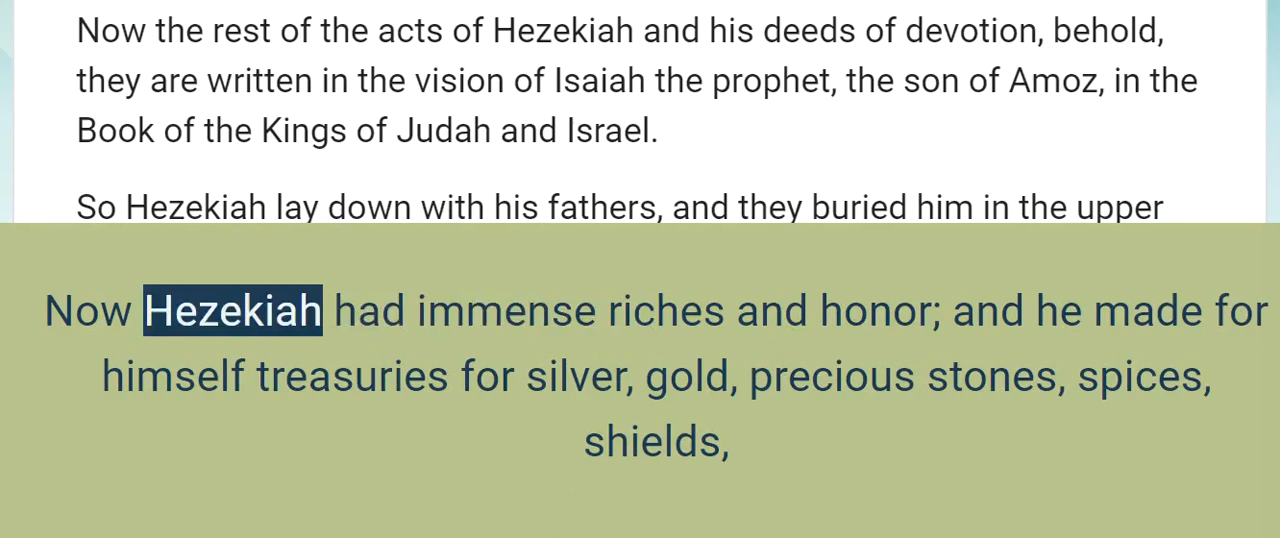 Now the rest of the acts of Hezekiah and his deeds of devotion, behold,
they are written in the vision of Isaiah the prophet, the son of Amoz, in the
Book of the Kings of Judah and Israel.
So Hezekiah lay down with his fathers, and they buried him in the upper
Now Hezekiah had immense riches and honor; and he made for
himself treasuries for silver, gold, precious stones, spices,
shields,